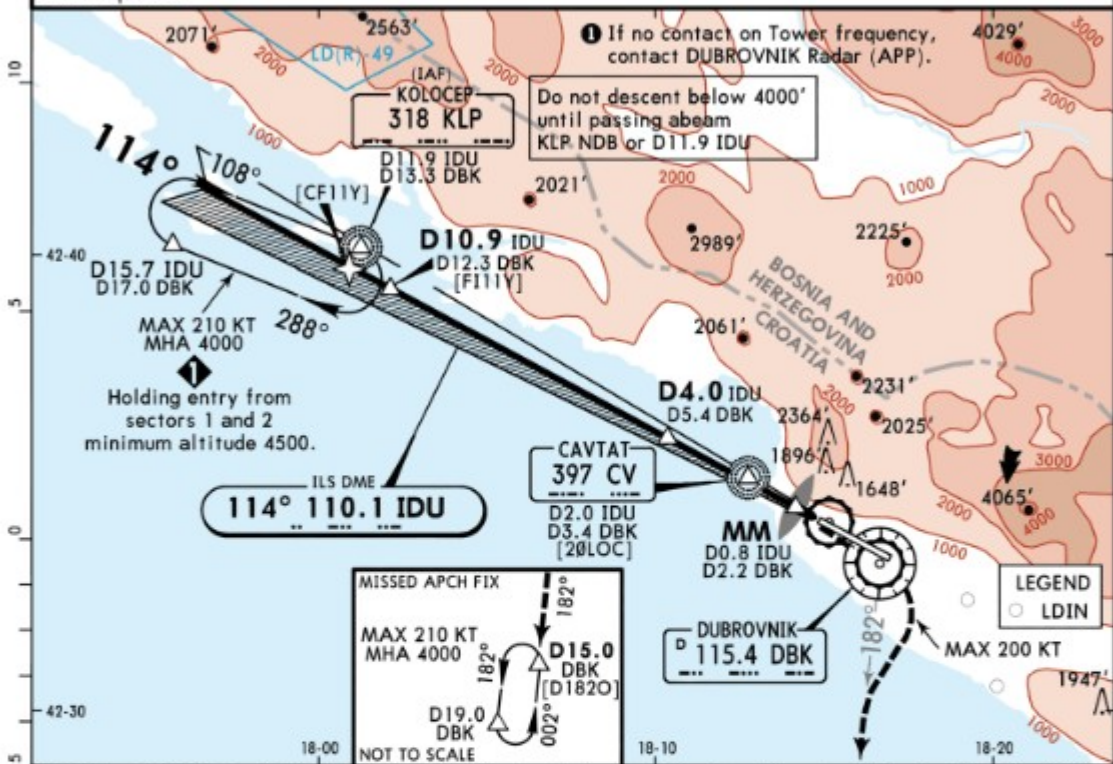 2071'
2563'
2000
LD(R)-49
2000
❶ If no contact on Tower frequency,
contact DUBROVNIK Radar (APP).
4029'
4000
3000
2000
10
(IAF)
KOLOCEP
318 KLP
D11.9 IDU
D13.3 DBK
Do not descent below 4000'
until passing abeam
KLP NDB or D11.9 IDU
1000
114°
108°
[CF11Y]
2021'
2000
1000
2989'
2225'
2000
42-40
D10.9 IDU
D12.3 DBK
[FI11Y]
D15.7 IDU
D17.0 DBK
288°
5
MAX 210 KT
MHA 4000
1
Holding entry from
sectors 1 and 2
minimum altitude 4500.
BOSNIA AND
HERZEGOVINA
CROATIA
2061'
2231'
2000
2025'
D4.0 IDU
D5.4 DBK
2364'
1896'
1648'
3000
4065'
4000
2000
1000
CAVTAT
397 CV
D2.0 IDU
D3.4 DBK
[20LOC]
ILS DME
114° 110.1 IDU
MM
D0.8 IDU
D2.2 DBK
0
LEGEND
LDIN
DUBROVNIK
D 115.4 DBK
182°
MAX 200 KT
1947'
1000
MISSED APCH FIX
182°
MAX 210 KT
MHA 4000
182°
D15.0
DBK
[D182O]
D19.0
DBK
002°
NOT TO SCALE
42-30
5
18-00
18-10
18-20